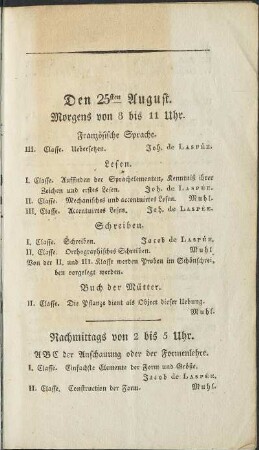 Den 25sten August.
Morgens von 8 bis 11 Uhr.
Französische Sprache.
III. Classe. Uebersetzen. Joh. de Laspée.
Lesen.
I. Classe. Auffinden der Sprachelementen, Kenntniß ihrer
Zeichen und erstes Lesen. Joh. de Laspée.
II. Classe. Mechanisches und accentuirtes Lesen. Muhl.
III. Classe. Accentuirtes Lesen. Joh. de Laspée.
Schreiben.
I. Classe. Schreiben. Jacob de Laspée.
II. Classe. Orthographisches Schreiben. Muhl.
Von der II. und III. Klasse werden Proben im Schönschrei-
ben vorgelegt werden.
Buch der Mütter.
II. Classe. Die Pflanze dient als Object dieser Uebung.
Muhl.
Nachmittags von 2 bis 5 Uhr.
ABC der Anschauung oder der Formenlehre.
I. Classe. Einfachste Elemente der Form und Größe.
Jacob de Laspée.
II. Classe. Construction der Form. Muhl.